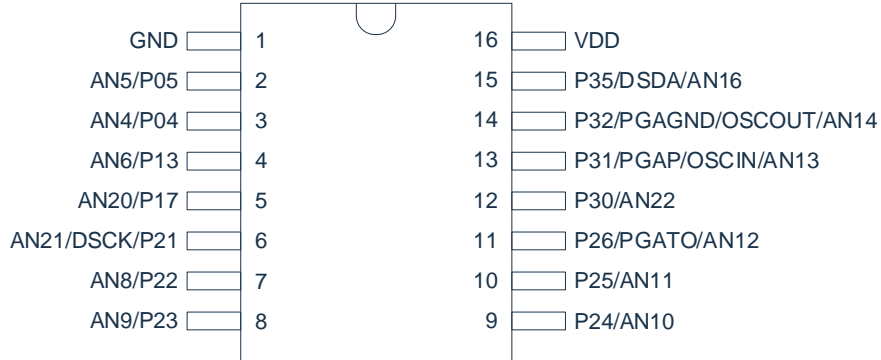 GND 1 16 VDD
AN5/P05 2 15 P35/DSDA/AN16
AN4/P04 3 14 P32/PGAGND/OSCOUT/AN14
AN6/P13 4 13 P31/PGAP/OSCIN/AN13
AN20/P17 5 12 P30/AN22
AN21/DSCK/P21 6 11 P26/PGATO/AN12
AN8/P22 7 10 P25/AN11
AN9/P23 8 9 P24/AN10